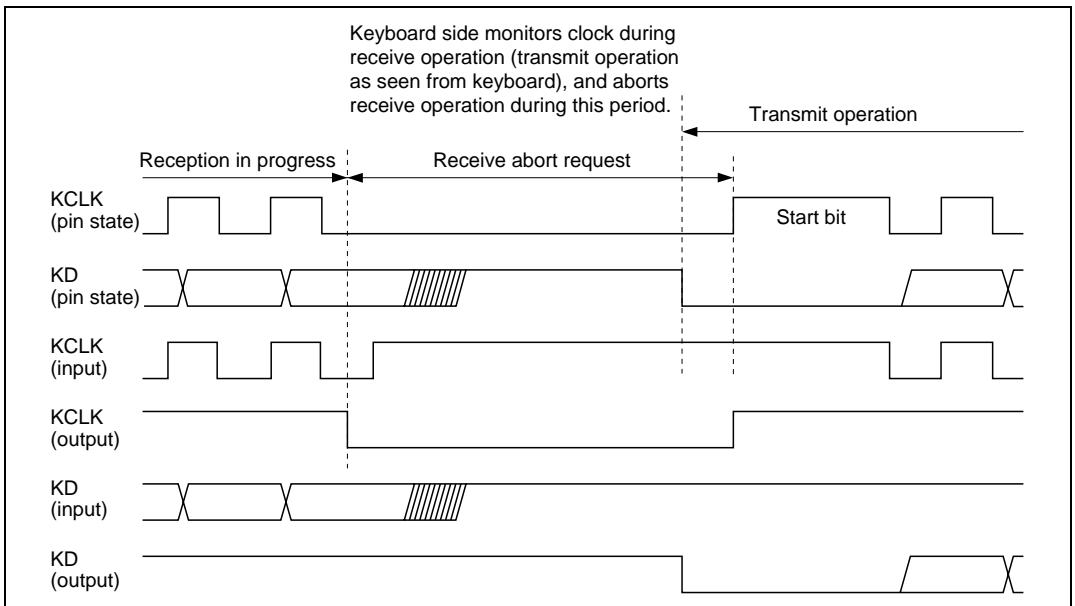 Keyboard side monitors clock during
receive operation (transmit operation
as seen from keyboard), and aborts
receive operation during this period.
Transmit operation
Reception in progress
Receive abort request
KCLK
(pin state)
Start bit
KD
(pin state)
KCLK
(input)
KCLK
(output)
KD
(input)
KD
(output)